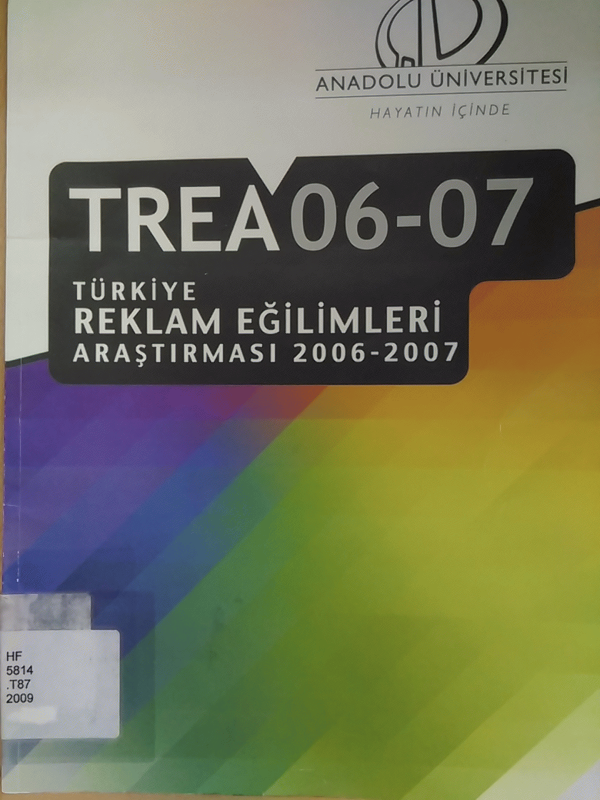 ANADOLU ÜNİVERSİTESİ
HAYATIN İÇİNDE
TREA 06-07
TÜRKİYE
REKLAM EĞİLİMLERİ
ARAŞTIRMASI 2006-2007
HF
5814
.T87
2009